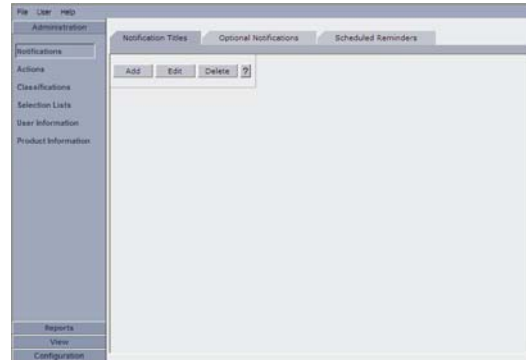 File User Help
Administration
Notification Titles Optional Notifications Scheduled Reminders
Notifications
Actions
Add Edit Delete ?
Classifications
Selection Lists
User Information
Product Information
Reports
View
Configuration